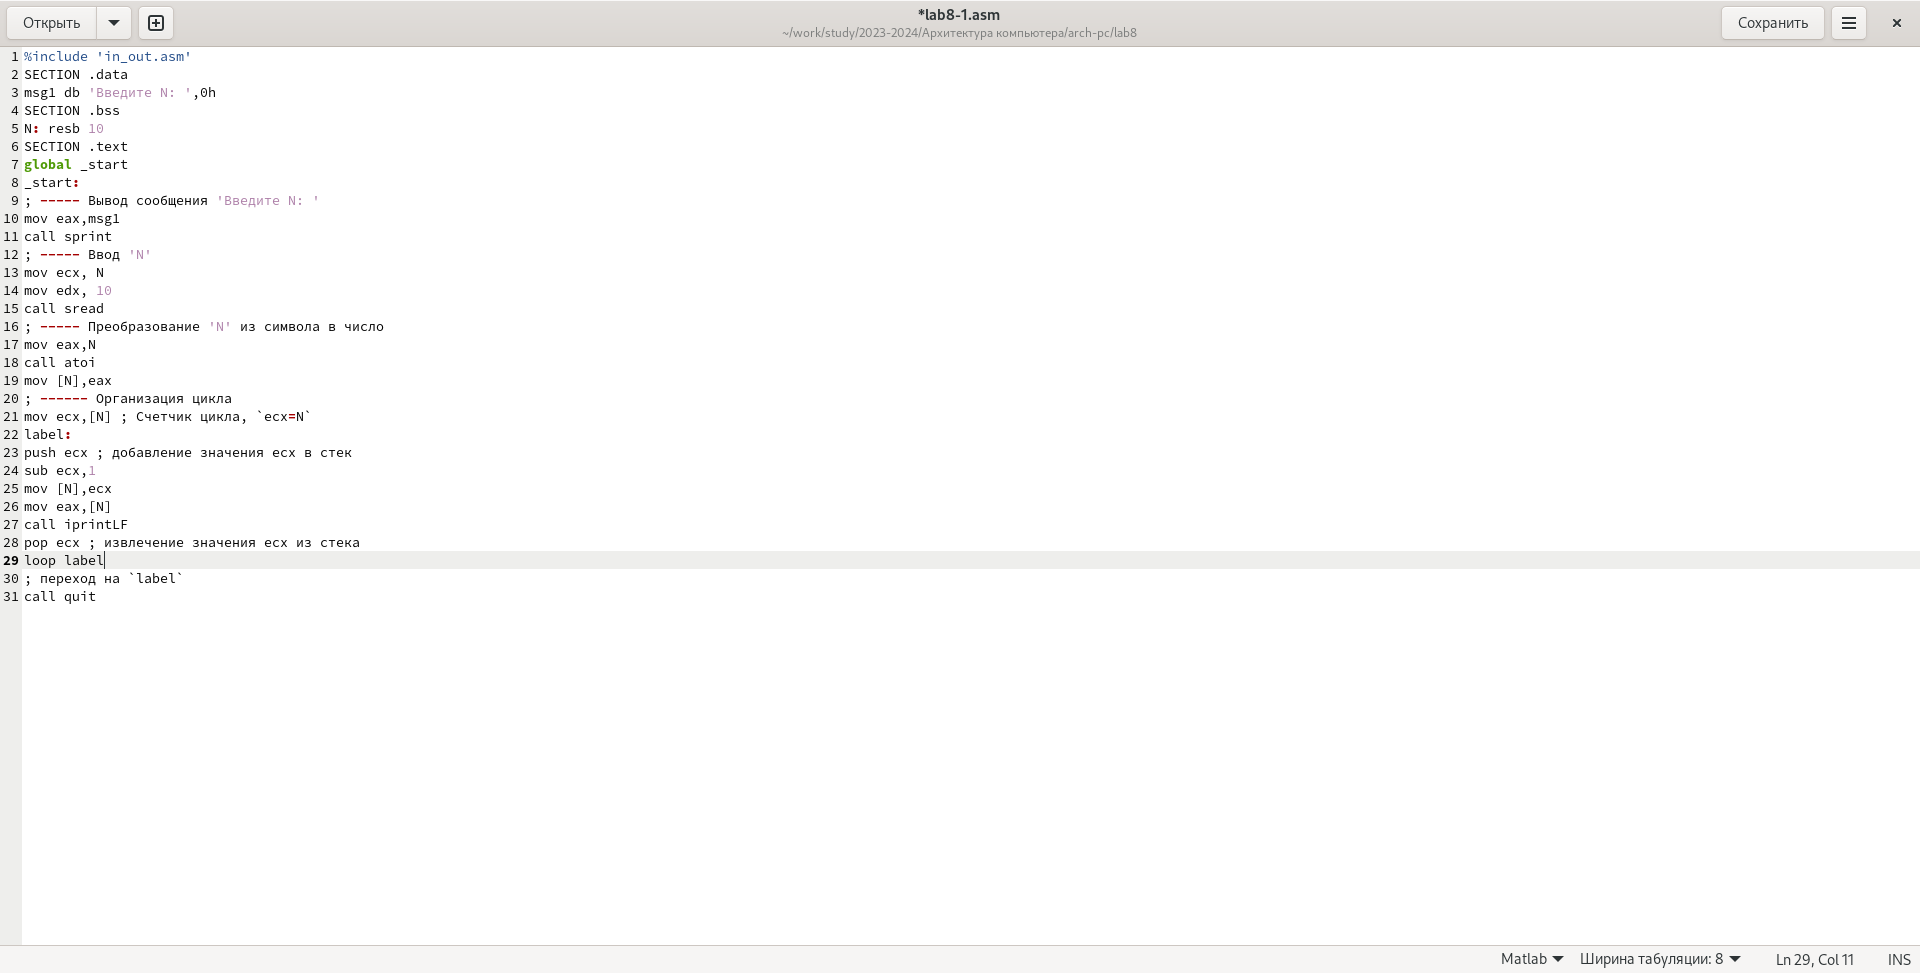 Открыть
*lab8-1.asm
~/work/study/2023-2024/Архитектура компьютера/arch-pc/lab8
Сохранить
1 %include 'in_out.asm'
2 SECTION .data
3 msg1 db 'Введите N: ',0h
4 SECTION .bss
5 N: resb 10
6 SECTION .text
7 global _start
8 _start:
9 ; ----- Вывод сообщения 'Введите N: '
10 mov eax,msg1
11 call sprint
12 ; ----- Ввод 'N'
13 mov ecx, N
14 mov edx, 10
15 call sread
16 ; ----- Преобразование 'N' из символа в число
17 mov eax,N
18 call atoi
19 mov [N],eax
20 ; ------ Организация цикла
21 mov ecx,[N] ; Счетчик цикла, `ecx=N`
22 label:
23 push ecx ; добавление значения ecx в стек
24 sub ecx,1
25 mov [N],ecx
26 mov eax,[N]
27 call iprintLF
28 pop ecx ; извлечение значения ecx из стека
29 loop label
30 ; переход на `label`
31 call quit
Matlab Ширина табуляции: 8 Ln 29, Col 11 INS